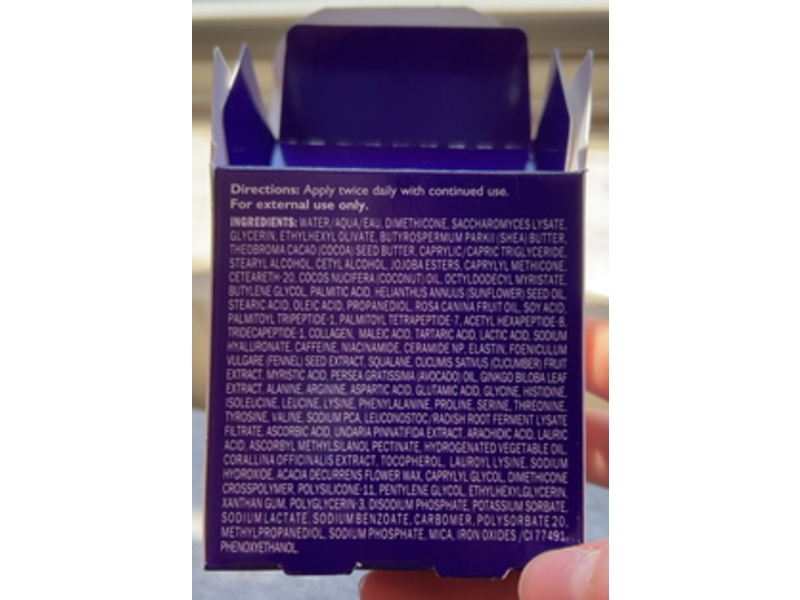 Directions: Apply twice daily with continued use.
For external use only.
INGREDIENTS: WATER/AQUA/EAU, DIMETHICONE, SACCHAROMYCES LYSATE,
GLYCERIN, ETHYLHEXYL OLIVATE, BUTYROSPERMUM PARKII (SHEA) BUTTER,
THEOBROMA CACAO (COCOA) SEED BUTTER, CAPRYLIC/CAPRIC TRIGLYCERIDE,
STEARYL ALCOHOL, CETYL ALCOHOL, JOJOBA ESTERS, CAPRYLYL METHICONE,
CETEARETH-20, COCOS NUCIFERA (COCONUT) OIL, OCTYLDODECYL MYRISTATE,
BUTYLENE GLYCOL, PALMITIC ACID, HELIANTHUS ANNUUS (SUNFLOWER) SEED OIL,
STEARIC ACID, OLEIC ACID, PROPANEDIOL, ROSA CANINA FRUIT OIL, SOY ACID,
PALMITOYL TRIPEPTIDE-1, PALMITOYL TETRAPEPTIDE-7, ACETYL HEXAPEPTIDE-8,
TRIDECAPEPTIDE-1, COLLAGEN, MALEIC ACID, TARTARIC ACID, LACTIC ACID, SODIUM
HYALURONATE, CAFFEINE, NIACINAMIDE, CERAMIDE NP, ELASTIN, FOENICULUM
VULGARE (FENNEL) SEED EXTRACT, SQUALANE, CUCUMIS SATIVUS (CUCUMBER) FRUIT
EXTRACT, MYRISTIC ACID, PERSEA GRATISSIMA (AVOCADO) OIL, GINKGO BILOBA LEAF
EXTRACT, ALANINE, ARGININE, ASPARTIC ACID, GLUTAMIC ACID, GLYCINE, HISTIDINE,
ISOLEUCINE, LEUCINE, LYSINE, PHENYLALANINE, PROLINE, SERINE, THREONINE,
TYROSINE, VALINE, SODIUM PCA, LEUCONOSTOC/RADISH ROOT FERMENT LYSATE
FILTRATE, ASCORBIC ACID, UNDARIA PINNATIFIDA EXTRACT, ARACHIDIC ACID, LAURIC
ACID, ASCORBYL METHYLSILANOL PECTINATE, HYDROGENATED VEGETABLE OIL,
CORALLINA OFFICINALIS EXTRACT, TOCOPHEROL, LAUROYL LYSINE, SODIUM
HYDROXIDE, ACACIA DECURRENS FLOWER WAX, CAPRYLYL GLYCOL, DIMETHICONE
CROSSPOLYMER, POLYSILICONE-11, PENTYLENE GLYCOL, ETHYLHEXYLGLYCERIN,
XANTHAN GUM, POLYGLYCERIN-3, DISODIUM PHOSPHATE, POTASSIUM SORBATE,
SODIUM LACTATE, SODIUM BENZOATE, CARBOMER, POLYSORBATE 20,
METHYLPROPANEDIOL, SODIUM PHOSPHATE, MICA, IRON OXIDES /CI 77491,
PHENOXYETHANOL.